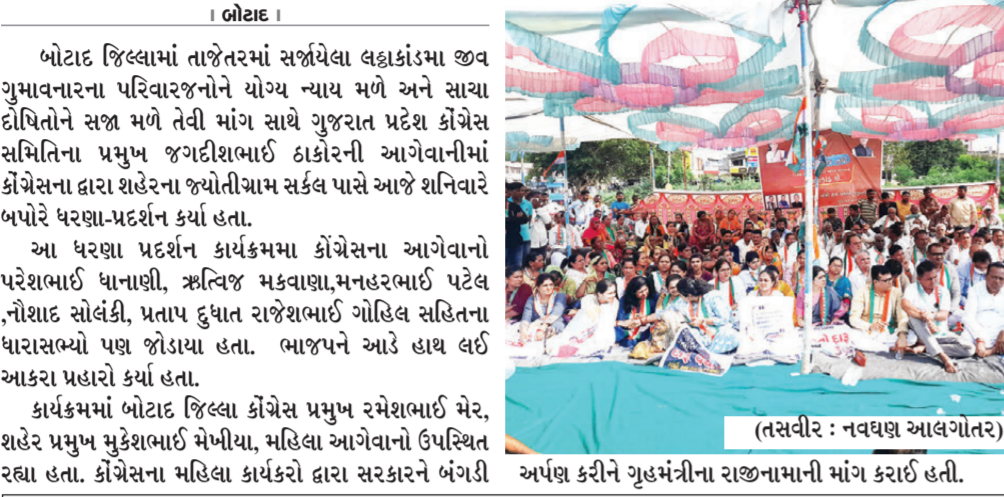 । બોટાદ ।
બોટાદ જિલ્લામાં તાજેતરમાં સર્જાયેલા લઠ્ઠાકાંડમા જીવ
ગુમાવનારના પરિવારજનોને યોગ્ય ન્યાય મળે અને સાચા
દોષિતોને સજા મળે તેવી માંગ સાથે ગુજરાત પ્રદેશ કોંગ્રેસ
સમિતિના પ્રમુખ જગદીશભાઈ ઠાકોરની આગેવાનીમાં
કોંગ્રેસના દ્વારા શહેરના જ્યોતીગ્રામ સર્કલ પાસે આજે શનિવારે
બપોરે ધરણા-પ્રદર્શન કર્યા હતા.
આ ધરણા પ્રદર્શન કાર્યક્રમમા કોંગ્રેસના આગેવાનો
પરેશભાઈ ધાનાણી, ઋત્વિજ મકવાણા,મનહરભાઈ પટેલ
,નૌશાદ સોલંકી, પ્રતાપ દુધાત રાજેશભાઈ ગોહિલ સહિતના
ધારાસભ્યો પણ જોડાયા હતા. ભાજપને આડે હાથ લઈ
આકરા પ્રહારો કર્યા હતા.
કાર્યક્રમમાં બોટાદ જિલ્લા કોંગ્રેસ પ્રમુખ રમેશભાઈ મેર,
શહેર પ્રમુખ મુકેશભાઈ મેખીયા, મહિલા આગેવાનો ઉપસ્થિત
રહ્યા હતા. કોંગ્રેસના મહિલા કાર્યકરો દ્વારા સરકારને બંગડી
(તસવીર : નવઘણ આલગોતર)
અર્પણ કરીને ગૃહમંત્રીના રાજીનામાની માંગ કરાઈ હતી.